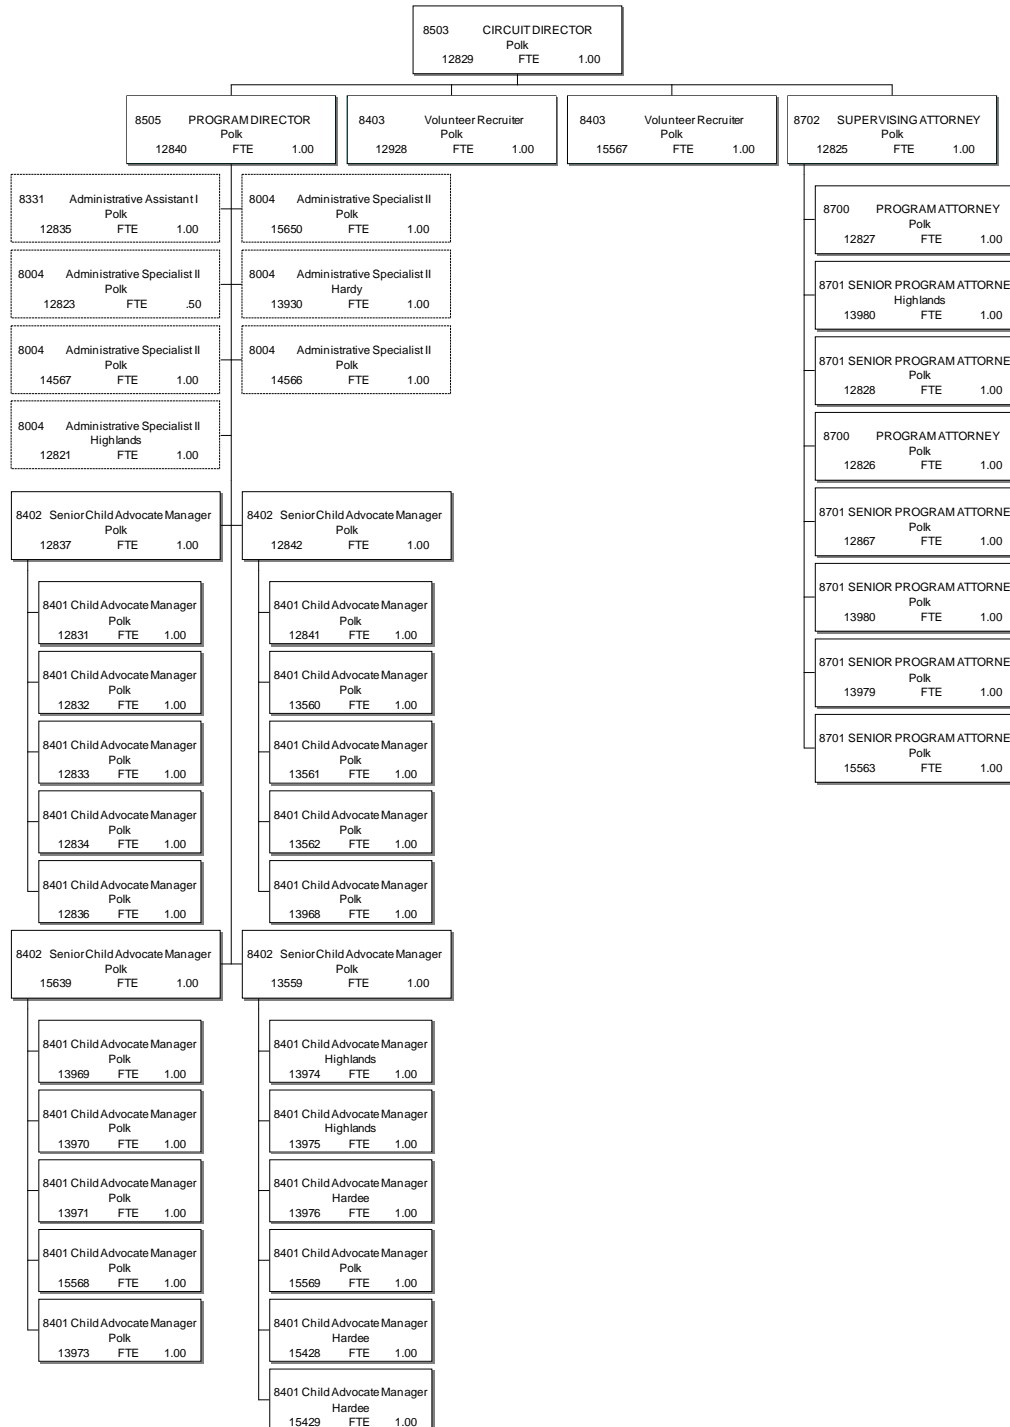 8503 CIRCUIT DIRECTOR
Polk
12829 FTE 1.00
8505 PROGRAM DIRECTOR
Polk
12840 FTE 1.00
8403 Volunteer Recruiter
Polk
12928 FTE 1.00
8403 Volunteer Recruiter
Polk
15567 FTE 1.00
8702 SUPERVISING ATTORNEY
Polk
12825 FTE 1.00
8331 Administrative Assistant I
Polk
12835 FTE 1.00
8004 Administrative Specialist II
Polk
15650 FTE 1.00
8004 Administrative Specialist II
Polk
12823 FTE .50
8004 Administrative Specialist II
Hardy
13930 FTE 1.00
8004 Administrative Specialist II
Polk
14567 FTE 1.00
8004 Administrative Specialist II
Polk
14566 FTE 1.00
8004 Administrative Specialist II
Highlands
12821 FTE 1.00
8402 Senior Child Advocate Manager
Polk
12837 FTE 1.00
8401 Child Advocate Manager
Polk
12831 FTE 1.00
8401 Child Advocate Manager
Polk
12832 FTE 1.00
8401 Child Advocate Manager
Polk
12833 FTE 1.00
8401 Child Advocate Manager
Polk
12834 FTE 1.00
8401 Child Advocate Manager
Polk
12836 FTE 1.00
8402 Senior Child Advocate Manager
Polk
12842 FTE 1.00
8401 Child Advocate Manager
Polk
12841 FTE 1.00
8401 Child Advocate Manager
Polk
13560 FTE 1.00
8401 Child Advocate Manager
Polk
13561 FTE 1.00
8401 Child Advocate Manager
Polk
13562 FTE 1.00
8401 Child Advocate Manager
Polk
13968 FTE 1.00
8402 Senior Child Advocate Manager
Polk
15639 FTE 1.00
8401 Child Advocate Manager
Polk
13969 FTE 1.00
8401 Child Advocate Manager
Polk
13970 FTE 1.00
8401 Child Advocate Manager
Polk
13971 FTE 1.00
8401 Child Advocate Manager
Polk
15568 FTE 1.00
8401 Child Advocate Manager
Polk
13973 FTE 1.00
8402 Senior Child Advocate Manager
Polk
13559 FTE 1.00
8401 Child Advocate Manager
Highlands
13974 FTE 1.00
8401 Child Advocate Manager
Highlands
13975 FTE 1.00
8401 Child Advocate Manager
Hardee
13976 FTE 1.00
8401 Child Advocate Manager
Polk
15569 FTE 1.00
8401 Child Advocate Manager
Hardee
15428 FTE 1.00
8401 Child Advocate Manager
Hardee
15429 FTE 1.00
8700 PROGRAM ATTORNEY
Polk
12827 FTE 1.00
8701 SENIOR PROGRAM ATTORNE
Highlands
13980 FTE 1.00
8701 SENIOR PROGRAM ATTORNE
Polk
12828 FTE 1.00
8700 PROGRAM ATTORNEY
Polk
12826 FTE 1.00
8701 SENIOR PROGRAM ATTORNE
Polk
12867 FTE 1.00
8701 SENIOR PROGRAM ATTORNE
Polk
13980 FTE 1.00
8701 SENIOR PROGRAM ATTORNE
Polk
13979 FTE 1.00
8701 SENIOR PROGRAM ATTORNE
Polk
15563 FTE 1.00